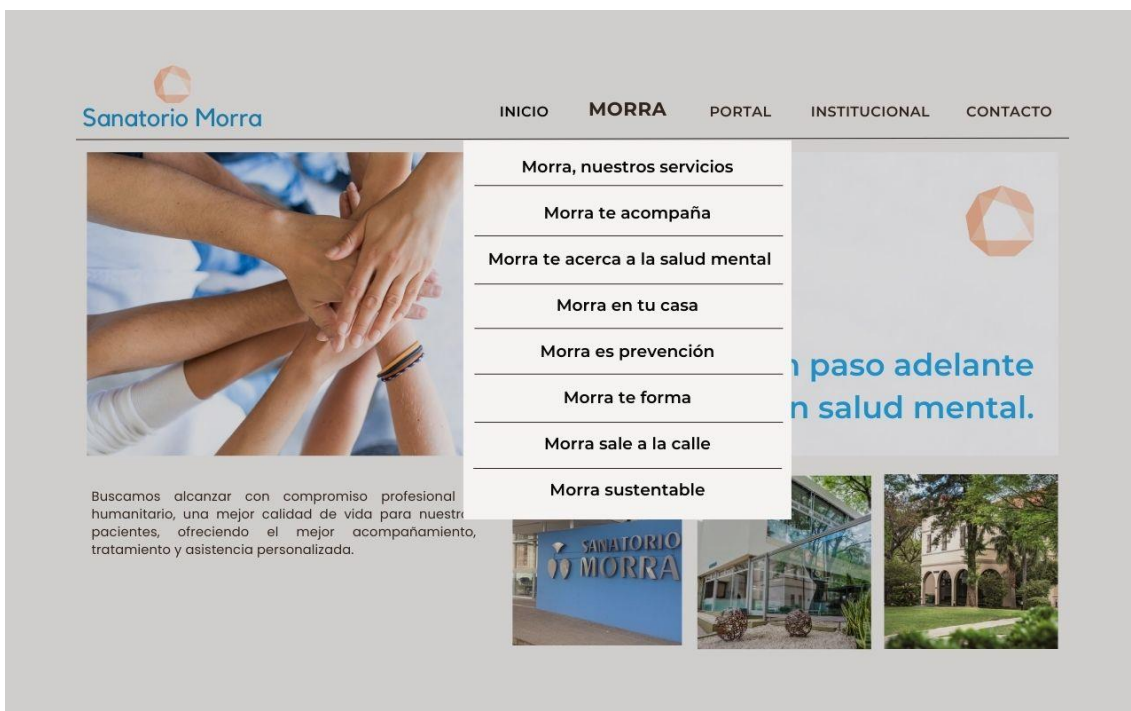 Sanatorio Morra
INICIO MORRA PORTAL INSTITUCIONAL CONTACTO
Morra, nuestros servicios
Morra te acompaña
Morra te acerca a la salud mental
Morra en tu casa
Morra es prevención
Morra te forma
Morra sale a la calle
Morra sustentable
paso adelante
salud mental.
Buscamos alcanzar con compromiso profesional
humanitario, una mejor calidad de vida para
pacientes, ofreciendo el mejor acompañamiento,
tratamiento y asistencia personalizada.
SANATORIO
MORRA